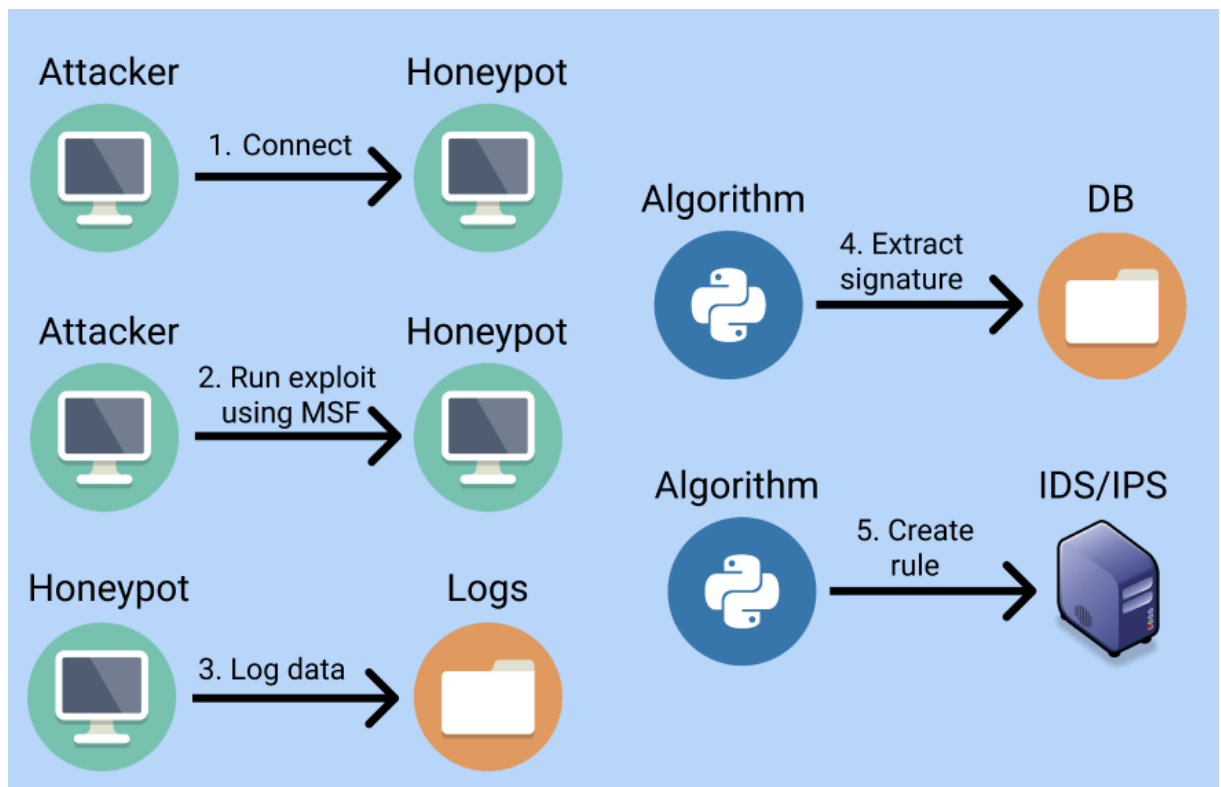 Attacker
Honeypot
1. Connect
Attacker
Honeypot
2. Run exploit
using MSF
Honeypot
Logs
3. Log data
Algorithm
DB
4. Extract
signature
Algorithm
IDS/IPS
5. Create
rule